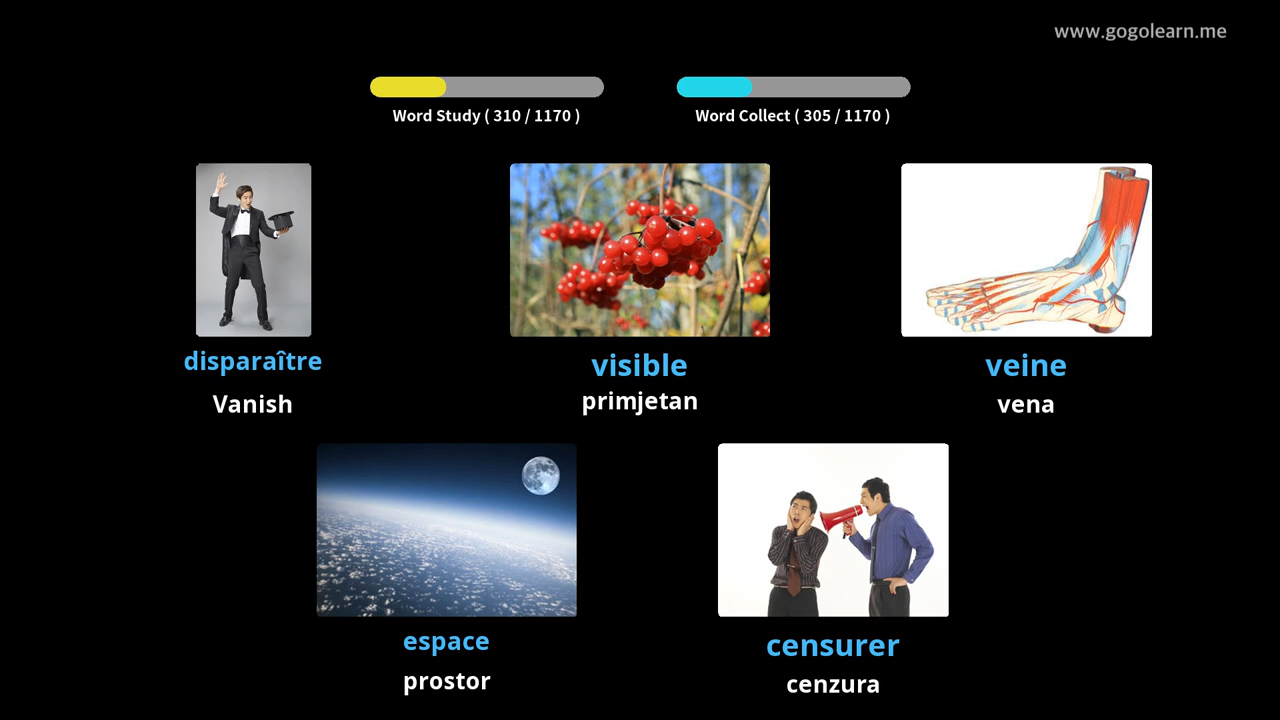 www.gogolearn.me
Word Study ( 310 / 1170 )
Word Collect ( 305 / 1170 )
disparaître
Vanish
visible
primjetan
veine
vena
espace
prostor
censurer
cenzura